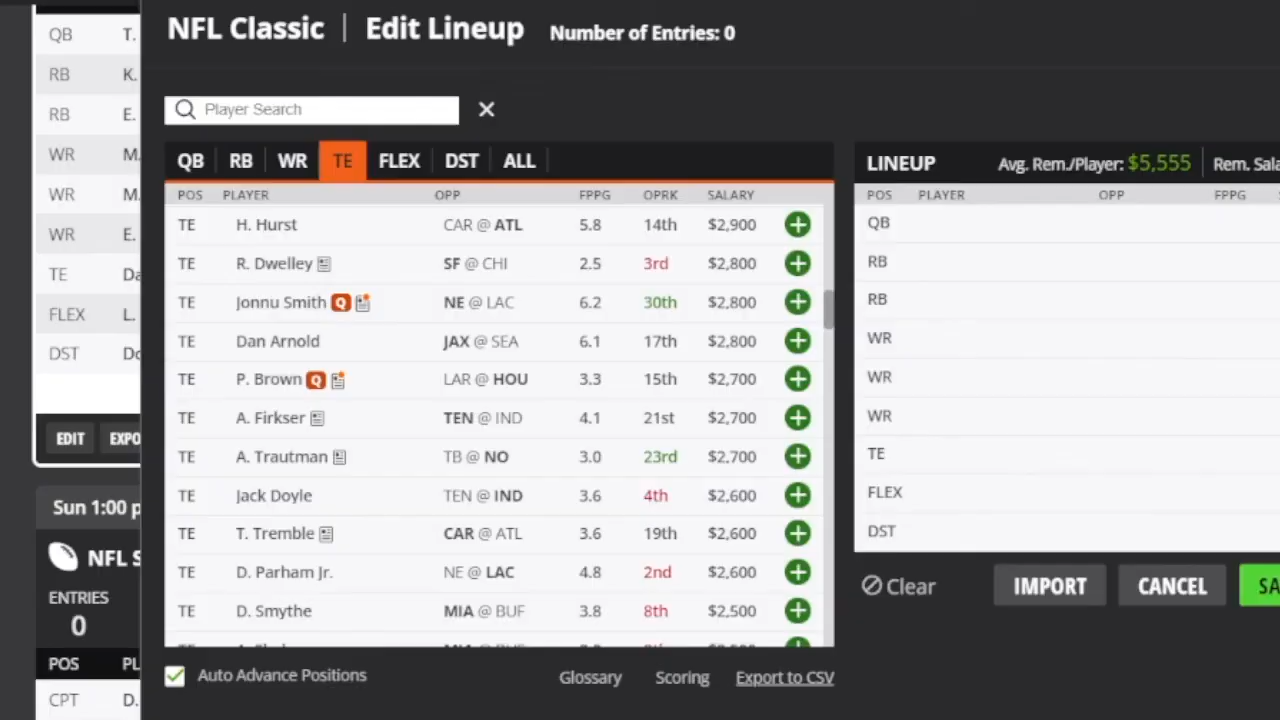 NFL Classic | Edit Lineup Number of Entries: 0
QB T.
RB K.
RB E.
WR M.
WR M.
WR E.
TE Da
FLEX L.
DST Do
EDIT EXPO
Sun 1:00 p
NFL S
ENTRIES
0
POS PL
CPT D.
Player Search
QB RB WR TE FLEX DST ALL
POS PLAYER OPP FPPG OPRK SALARY
TE H. Hurst CAR @ ATL 5.8 14th $2,900
TE R. Dwelley SF @ CHI 2.5 3rd $2,800
TE Jonnu Smith Q NE @ LAC 6.2 30th $2,800
TE Dan Arnold JAX @ SEA 6.1 17th $2,800
TE P. Brown Q LAR @ HOU 3.3 15th $2,700
TE A. Firkser TEN @ IND 4.1 21st $2,700
TE A. Trautman TB @ NO 3.0 23rd $2,700
TE Jack Doyle TEN @ IND 3.6 4th $2,600
TE T. Tremble CAR @ ATL 3.6 19th $2,600
TE D. Parham Jr. NE @ LAC 4.8 2nd $2,600
TE D. Smythe MIA @ BUF 3.8 8th $2,500
Auto Advance Positions Glossary Scoring Export to CSV
LINEUP Avg. Rem./Player: $5,555 Rem. Sala
POS PLAYER OPP FPPG
QB
RB
RB
WR
WR
WR
TE
FLEX
DST
Clear IMPORT CANCEL SA